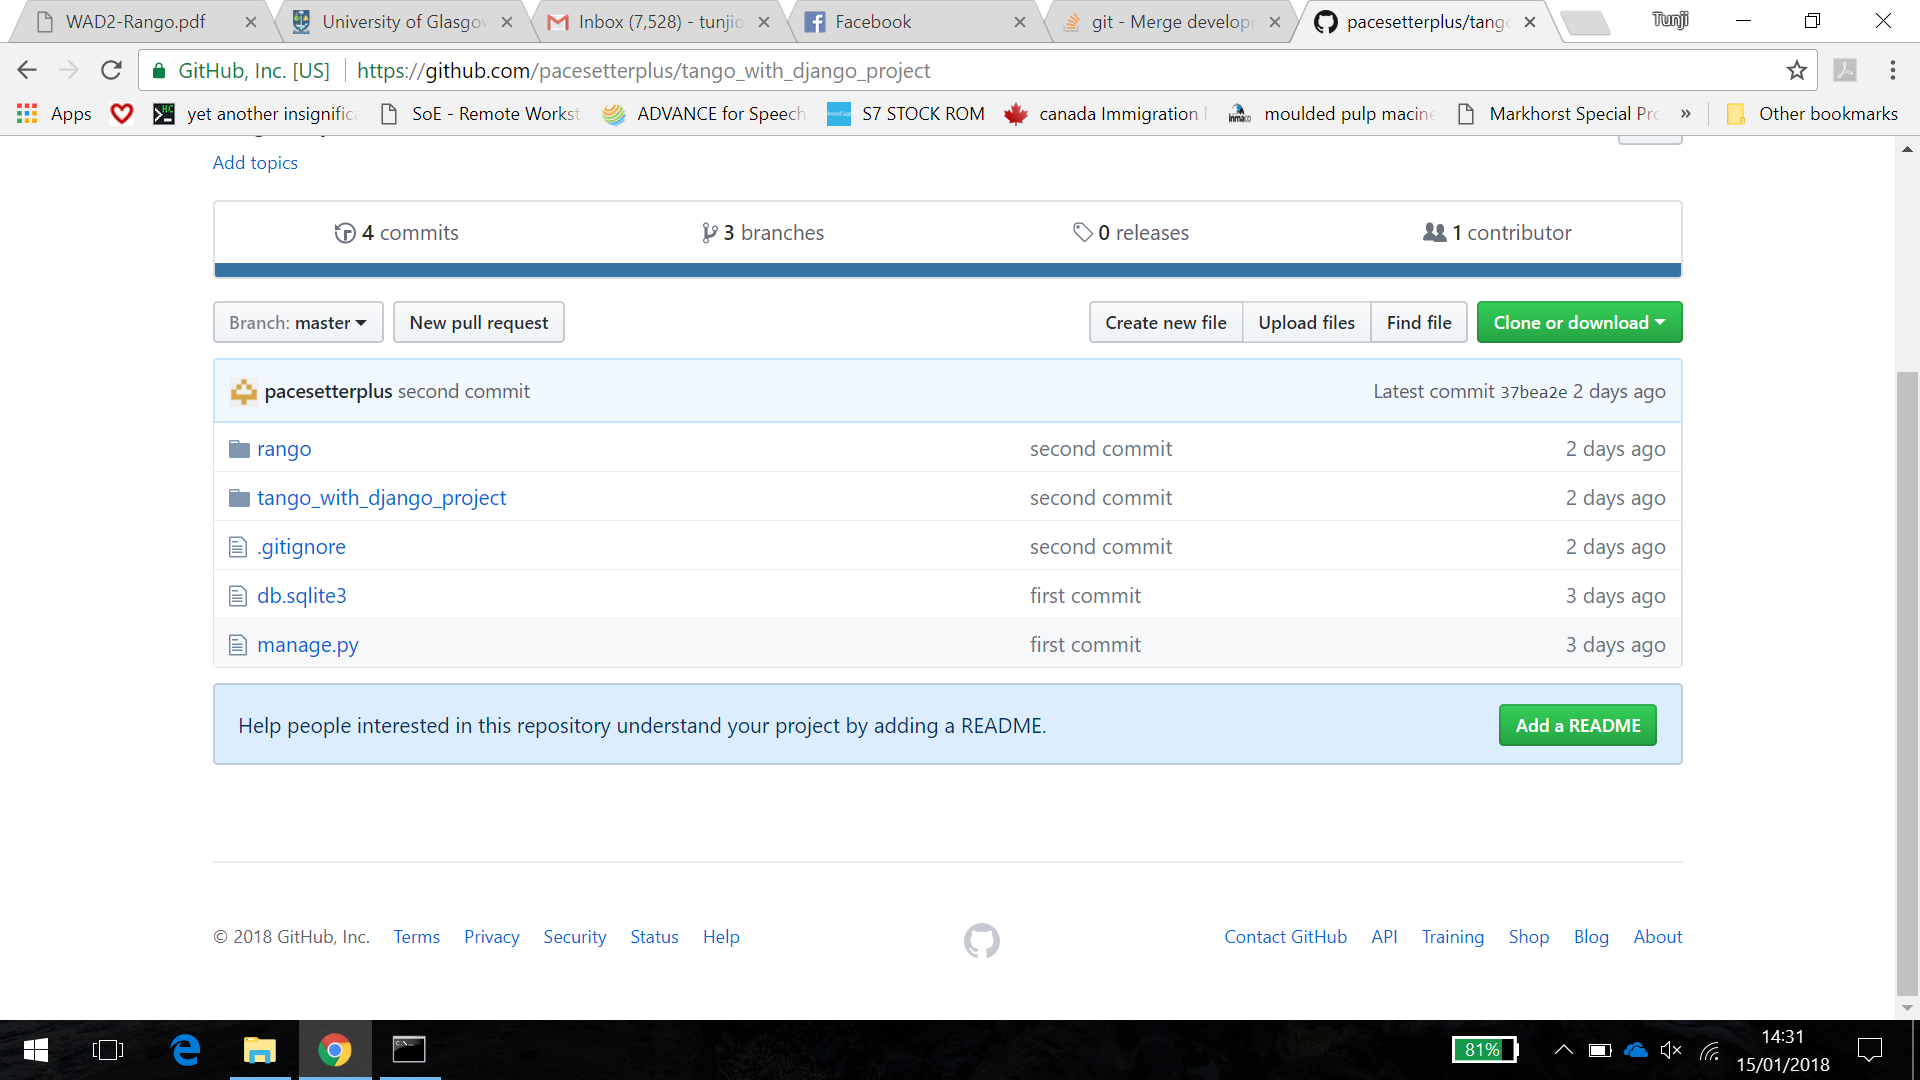 WAD2-Rango.pdf
University of Glasgow
Inbox (7,528) - tunjio
Facebook
git - Merge developr
pacesetterplus/tang
Tunji
GitHub, Inc. [US]
https://github.com/pacesetterplus/tango_with_django_project
Apps
yet another insignific
SoE - Remote Workst
ADVANCE for Speech
S7 STOCK ROM
canada Immigration
moulded pulp macine
Markhorst Special Pro
»
Other bookmarks
Add topics
4 commits
3 branches
0 releases
1 contributor
Branch: master
New pull request
Create new file
Upload files
Find file
Clone or download
pacesetterplus second commit
Latest commit 37bea2e 2 days ago
rango
second commit
2 days ago
tango_with_django_project
second commit
2 days ago
.gitignore
second commit
2 days ago
db.sqlite3
first commit
3 days ago
manage.py
first commit
3 days ago
Help people interested in this repository understand your project by adding a README.
Add a README
© 2018 GitHub, Inc.
Terms
Privacy
Security
Status
Help
Contact GitHub
API
Training
Shop
Blog
About
81%
14:31
15/01/2018